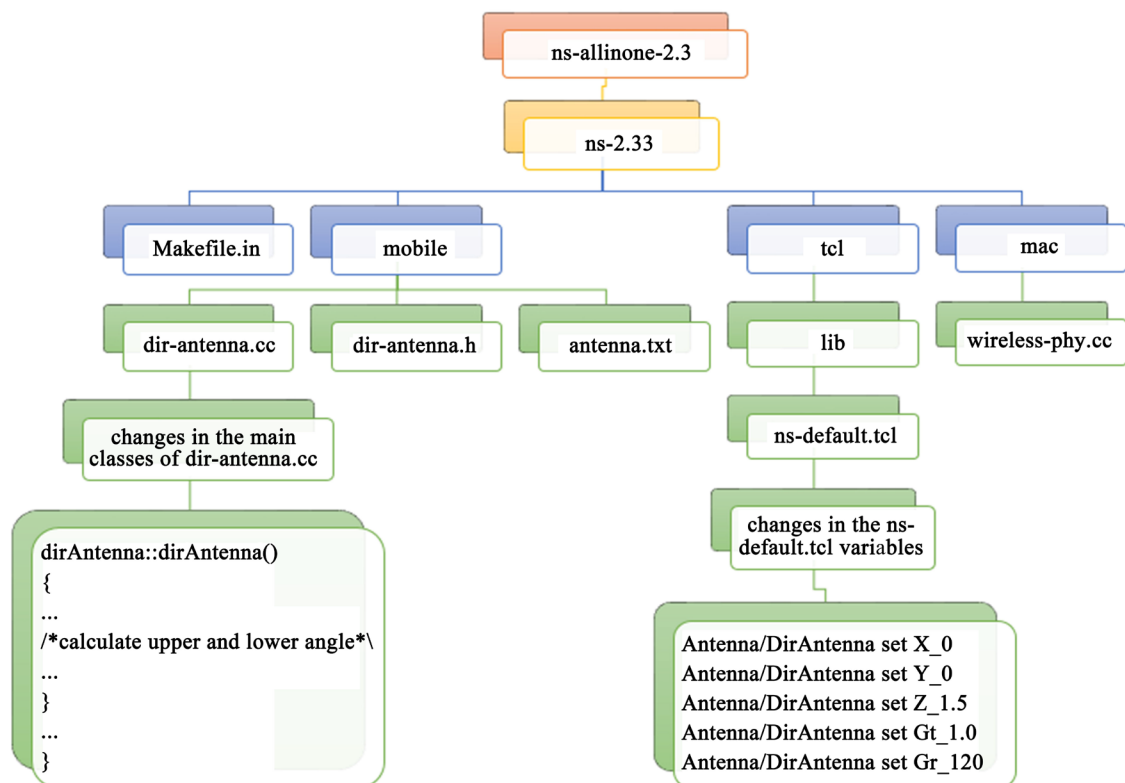 ns-allinone-2.3
ns-2.33
Makefile.in
mobile
tcl
mac
dir-antenna.cc
dir-antenna.h
antenna.txt
lib
wireless-phy.cc
changes in the main
classes of dir-antenna.cc
ns-default.tcl
changes in the ns-
default.tcl variables
dirAntenna::dirAntenna()
{
...
/*calculate upper and lower angle*\
...
}
...
}
Antenna/DirAntenna set X_0
Antenna/DirAntenna set Y_0
Antenna/DirAntenna set Z_1.5
Antenna/DirAntenna set Gt_1.0
Antenna/DirAntenna set Gr_120